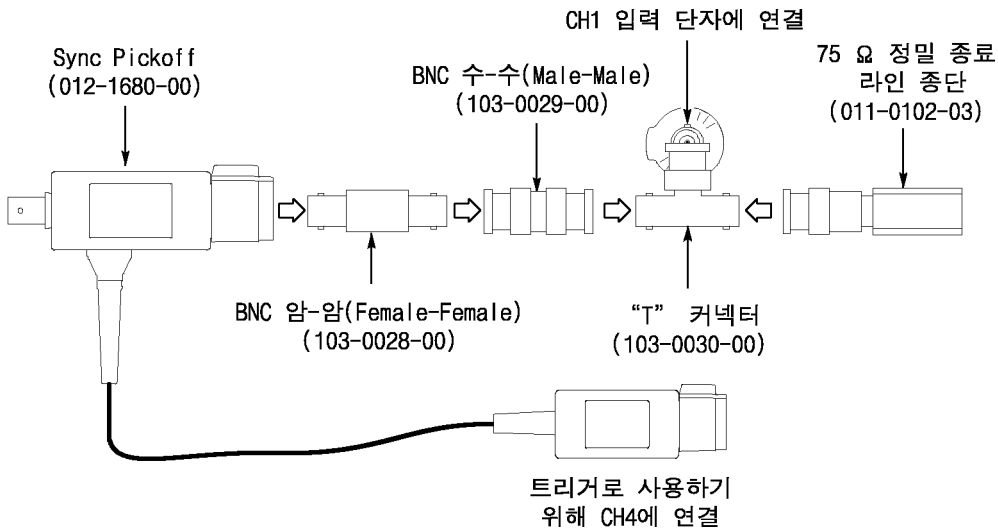 CH1 입력 단자에 연결
Sync Pickoff
(012-1680-00)
BNC 수-수(Male-Male)
(103-0029-00)
75 Ω 정밀 종료
라인 종단
(011-0102-03)
BNC 암-암(Female-Female)
(103-0028-00)
“T” 커넥터
(103-0030-00)
트리거로 사용하기
위해 CH4에 연결